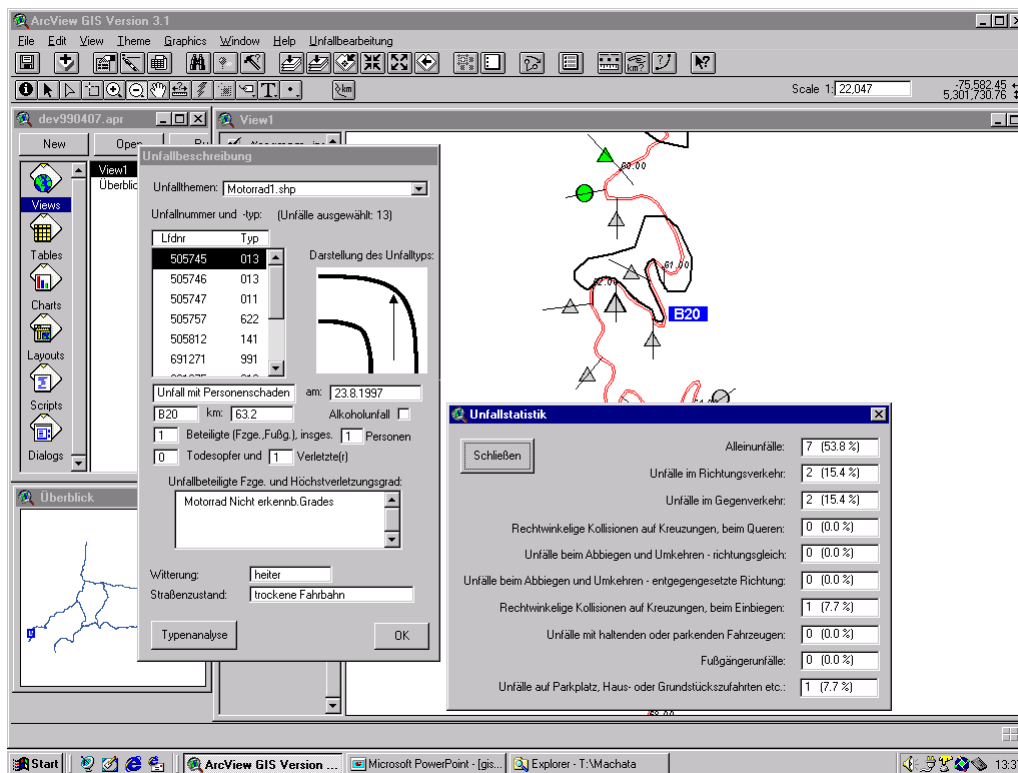 ArcView GIS Version 3.1
File Edit View Theme Graphics Window Help Unfallbearbeitung
Scale 1: 22,047
-75,582.45
5,301,730.76
dev990407.apr
New Open
Views
Tables
Charts
Layouts
Scripts
Dialogs
View1
Überblic
View1
60.00
61.00
62.00
B20
Unfallbeschreibung
Unfallthemen: Motorrad1.shp
Unfallnummer und -typ: (Unfälle ausgewählt: 13)
Lfdnr Typ
505745 013
505746 013
505747 011
505757 622
505812 141
691271 991
Darstellung des Unfalltyps:
Unfall mit Personenschaden am: 23.8.1997
B20 km: 63.2 Alkoholunfall
1 Beteiligte (Fzge.,Fußg.), insges. 1 Personen
0 Todesopfer und 1 Verletzte(r)
Unfallbeteiligte Fzge. und Höchstverletzungsgrad:
Motorrad Nicht erkennb.Grades
Witterung: heiter
Straßenzustand: trockene Fahrbahn
Typenanalyse OK
Überblick
Unfallstatistik
Schließen
Alleinunfälle: 7 (53.8 %)
Unfälle im Richtungsverkehr: 2 (15.4 %)
Unfälle im Gegenverkehr: 2 (15.4 %)
Rechtwinkelige Kollisionen auf Kreuzungen, beim Queren: 0 (0.0 %)
Unfälle beim Abbiegen und Umkehren - richtungsgleich: 0 (0.0 %)
Unfälle beim Abbiegen und Umkehren - entgegengesetzte Richtung: 0 (0.0 %)
Rechtwinkelige Kollisionen auf Kreuzungen, beim Einbiegen: 1 (7.7 %)
Unfälle mit haltenden oder parkenden Fahrzeugen: 0 (0.0 %)
Fußgängerunfälle: 0 (0.0 %)
Unfälle auf Parkplatz, Haus- oder Grundstückszufahrten etc.: 1 (7.7 %)
Start ArcView GIS Version ... Microsoft PowerPoint - [gis... Explorer - T:\Machata